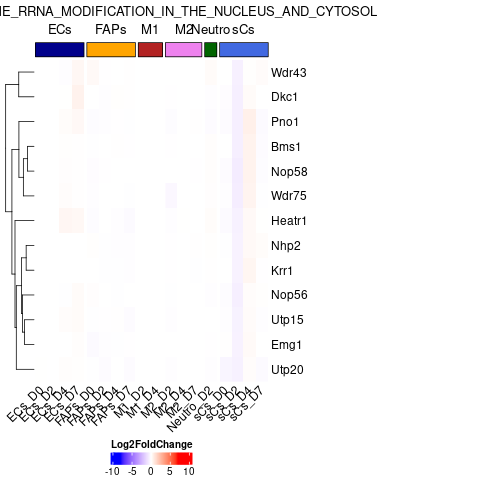 NE_RRNA_MODIFICATION_IN_THE_NUCLEUS_AND_CYTOSOL
ECs FAPs M1 M2 Neutro sCs
Wdr43
Dkc1
Pno1
Bms1
Nop58
Wdr75
Heatr1
Nhp2
Krr1
Nop56
Utp15
Emg1
Utp20
ECs_D0 ECs_D2 ECs_D4 ECs_D7 FAPs_D0 FAPs_D2 FAPs_D4 FAPs_D7 M1_D2 M1_D4 M2_D2 M2_D4 M2_D7 Neutro_D2 sCs_D0 sCs_D2 sCs_D4 sCs_D7
Log2FoldChange
-10 -5 0 5 10